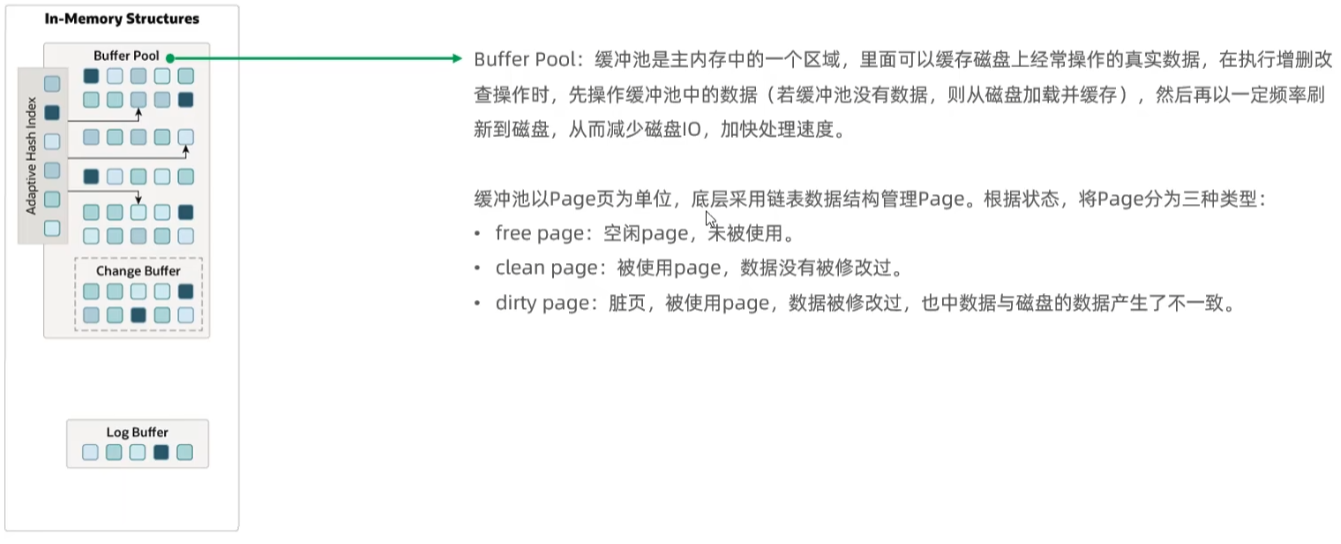 In-Memory Structures
Buffer Pool
Adaptive Hash Index
Change Buffer
Log Buffer
Buffer Pool：缓冲池是主内存中的一个区域，里面可以缓存磁盘上经常操作的真实数据，在执行增删改
查操作时，先操作缓冲池中的数据（若缓冲池没有数据，则从磁盘加载并缓存），然后再以一定频率刷
新到磁盘，从而减少磁盘IO，加快处理速度。
缓冲池以Page页为单位，底层采用链表数据结构管理Page。根据状态，将Page分为三种类型：
• free page：空闲page，未被使用。
• clean page：被使用page，数据没有被修改过。
• dirty page：脏页，被使用page，数据被修改过，也中数据与磁盘的数据产生了不一致。